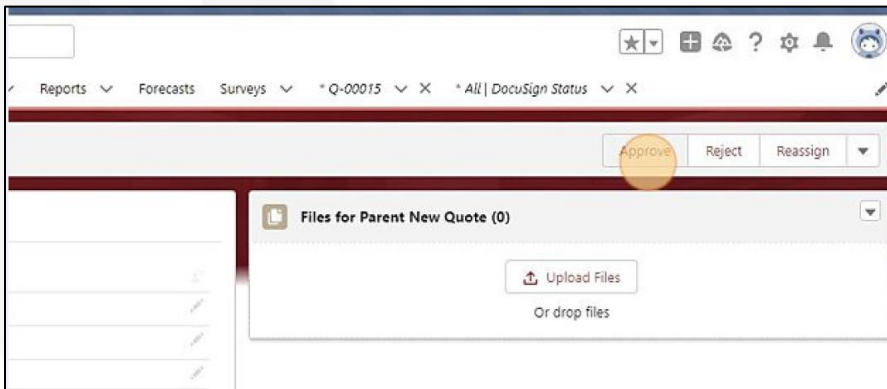 Reports Forecasts Surveys * Q-00015 * All | DocuSign Status
Approve Reject Reassign
Files for Parent New Quote (0)
Upload Files
Or drop files